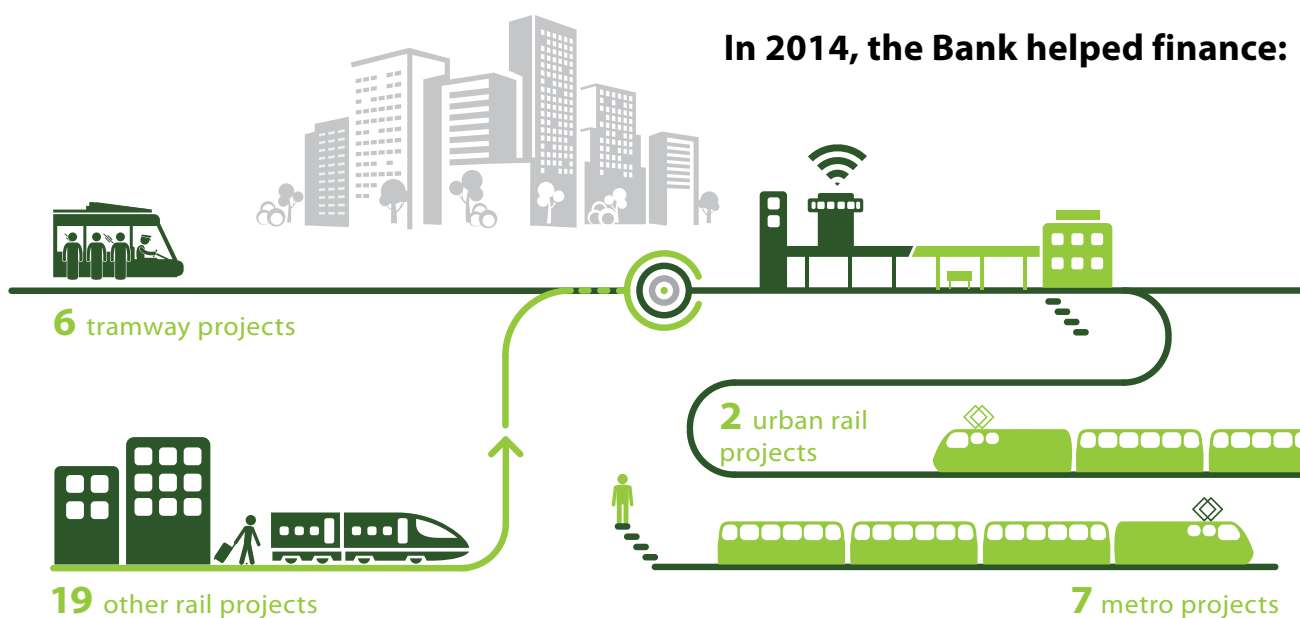 In 2014, the Bank helped finance:
6 tramway projects
2 urban rail
projects
19 other rail projects
7 metro projects